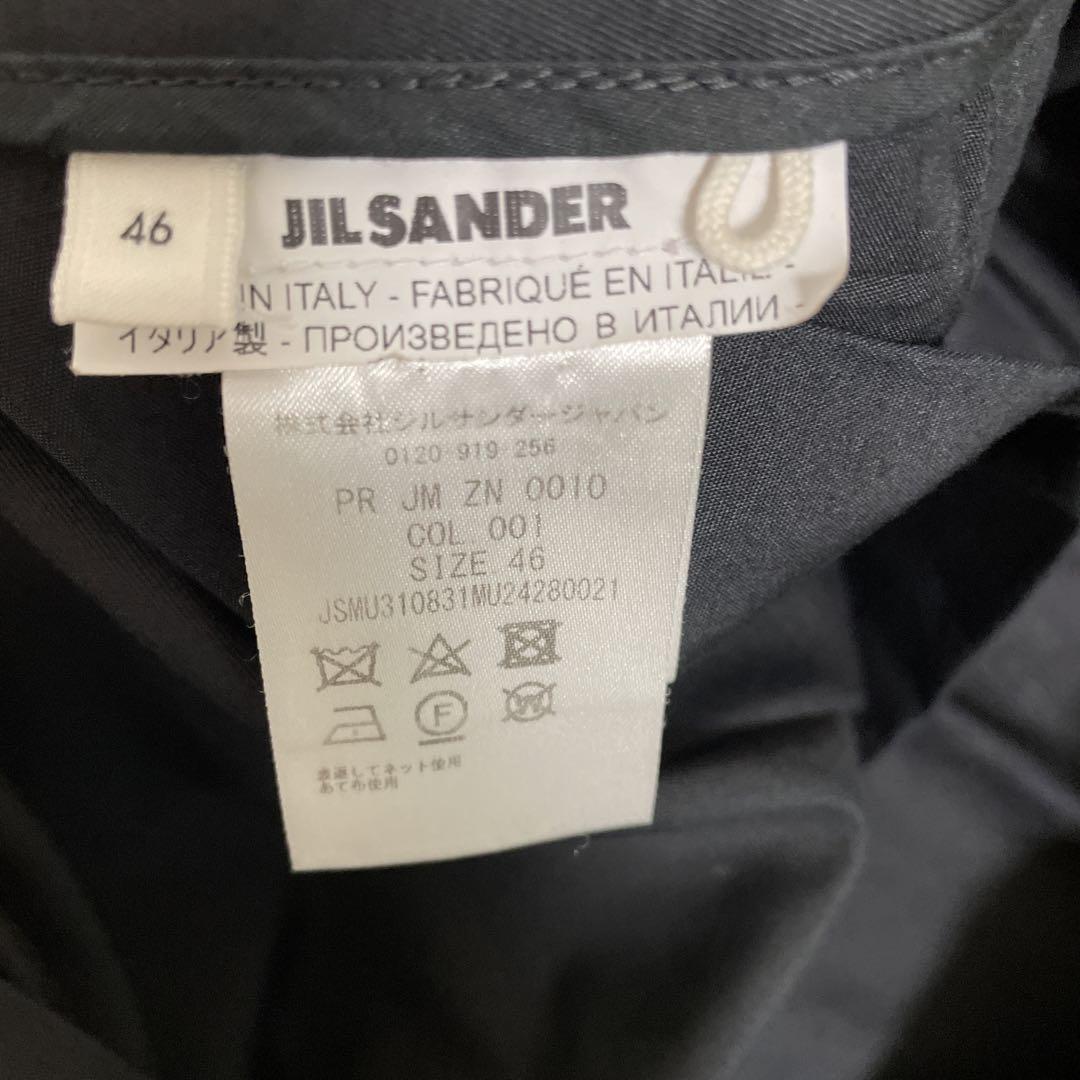 46
JIL SANDER
IN ITALY - FABRIQUÉ EN ITALIE -
イタリア製 - ПРОИЗВЕДЕНО В ИТАЛИИ -
株式会社ジルサンダージャパン
0120 919 256
PR JM ZN 0010
COL. 001
SIZE 46
JSMU310831MU24280021
F
W
裏返してネット使用
あて布使用